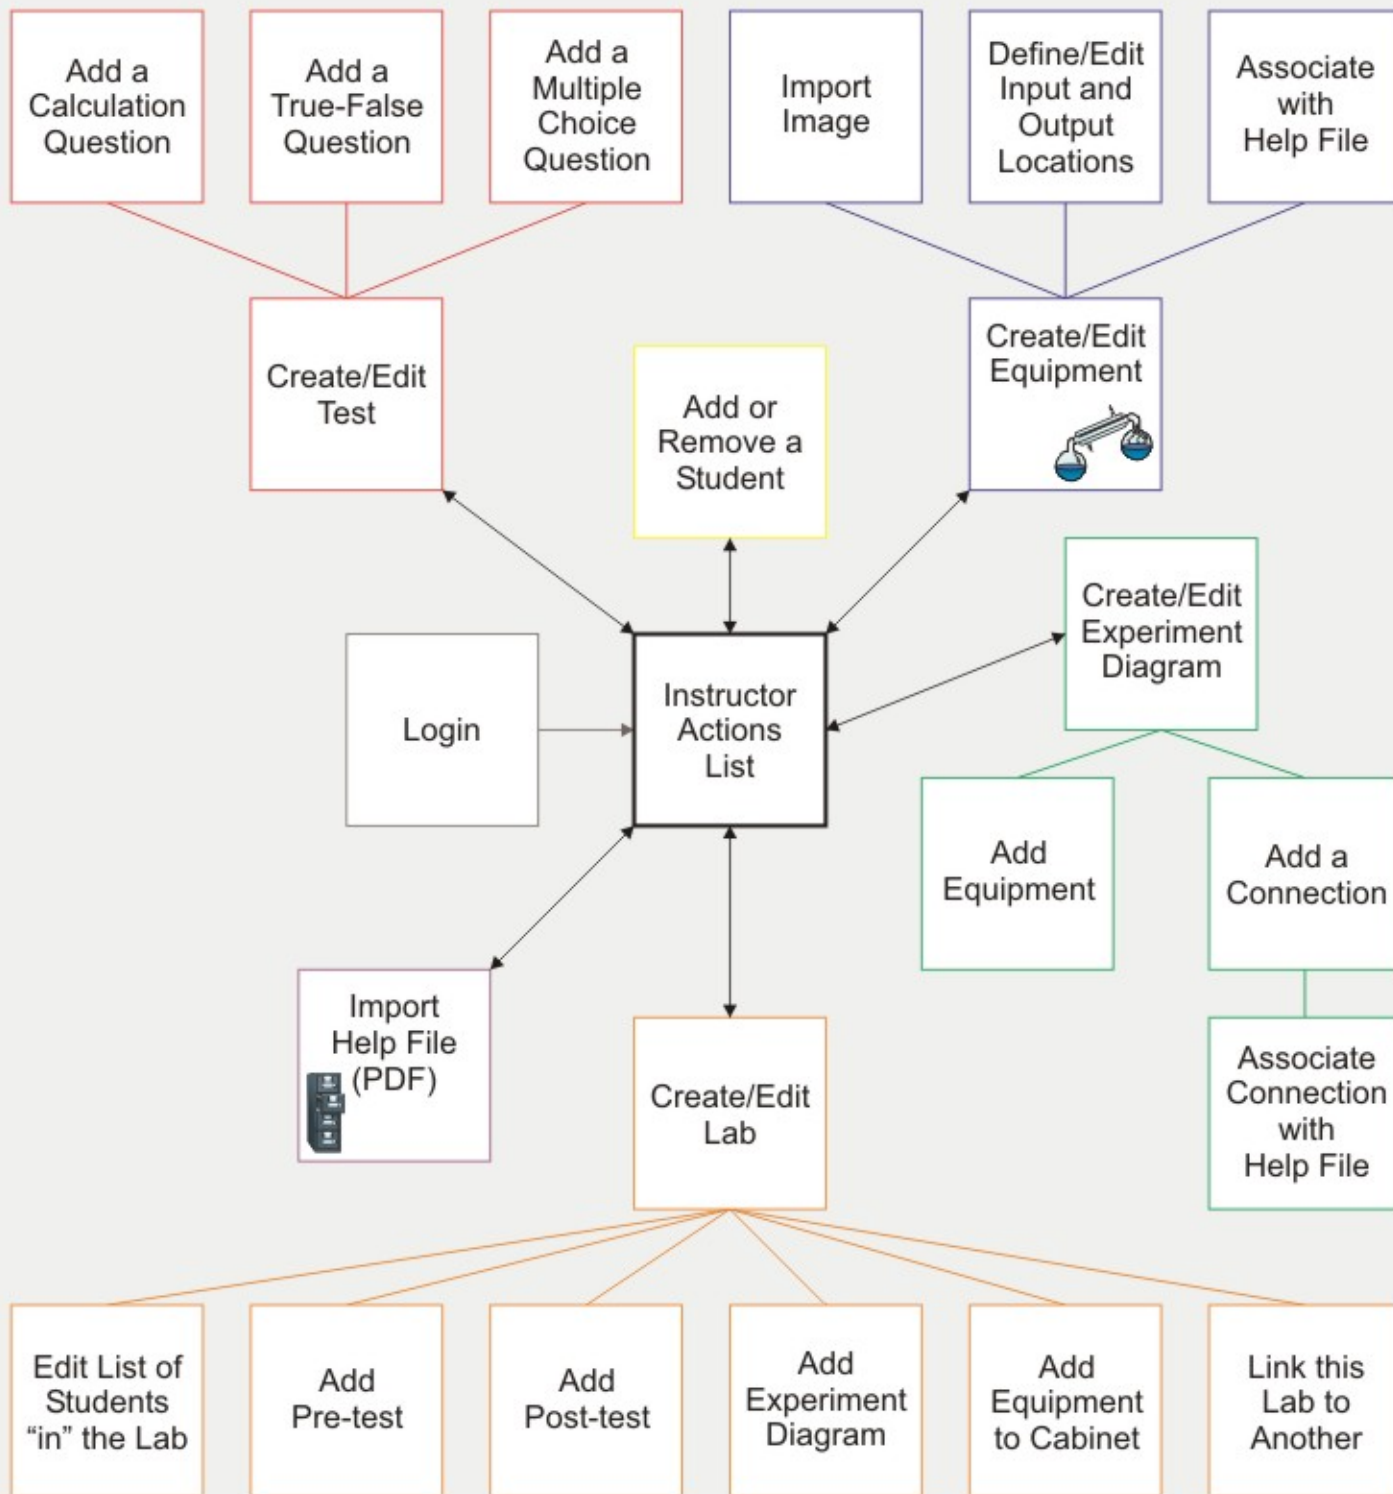 Add a
Calculation
Question
Add a
True-False
Question
Add a
Multiple
Choice
Question
Import
Image
Define/Edit
Input and
Output
Locations
Associate
with
Help File
Create/Edit
Test
Add or
Remove a
Student
Create/Edit
Equipment
Create/Edit
Experiment
Diagram
Login
Instructor
Actions
List
Add
Equipment
Add a
Connection
Import
Help File
(PDF)
Create/Edit
Lab
Associate
Connection
with
Help File
Edit List of
Students
“in” the Lab
Add
Pre-test
Add
Post-test
Add
Experiment
Diagram
Add
Equipment
to Cabinet
Link this
Lab to
Another